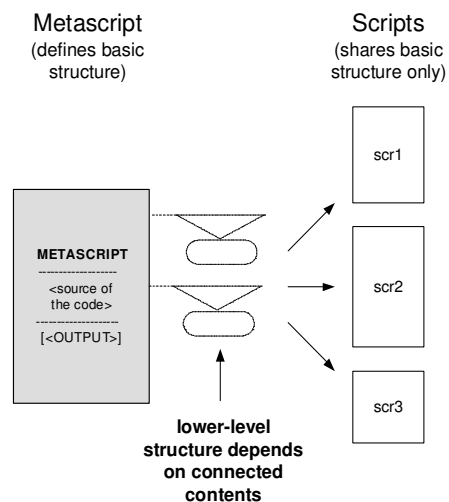 Metascript
(defines basic
structure)
Scripts
(shares basic
structure only)
METASCRIPT
--------------------
<source of
the code>
---------------------
[<OUTPUT>]
scr1
scr2
scr3
lower-level
structure depends
on connected
contents